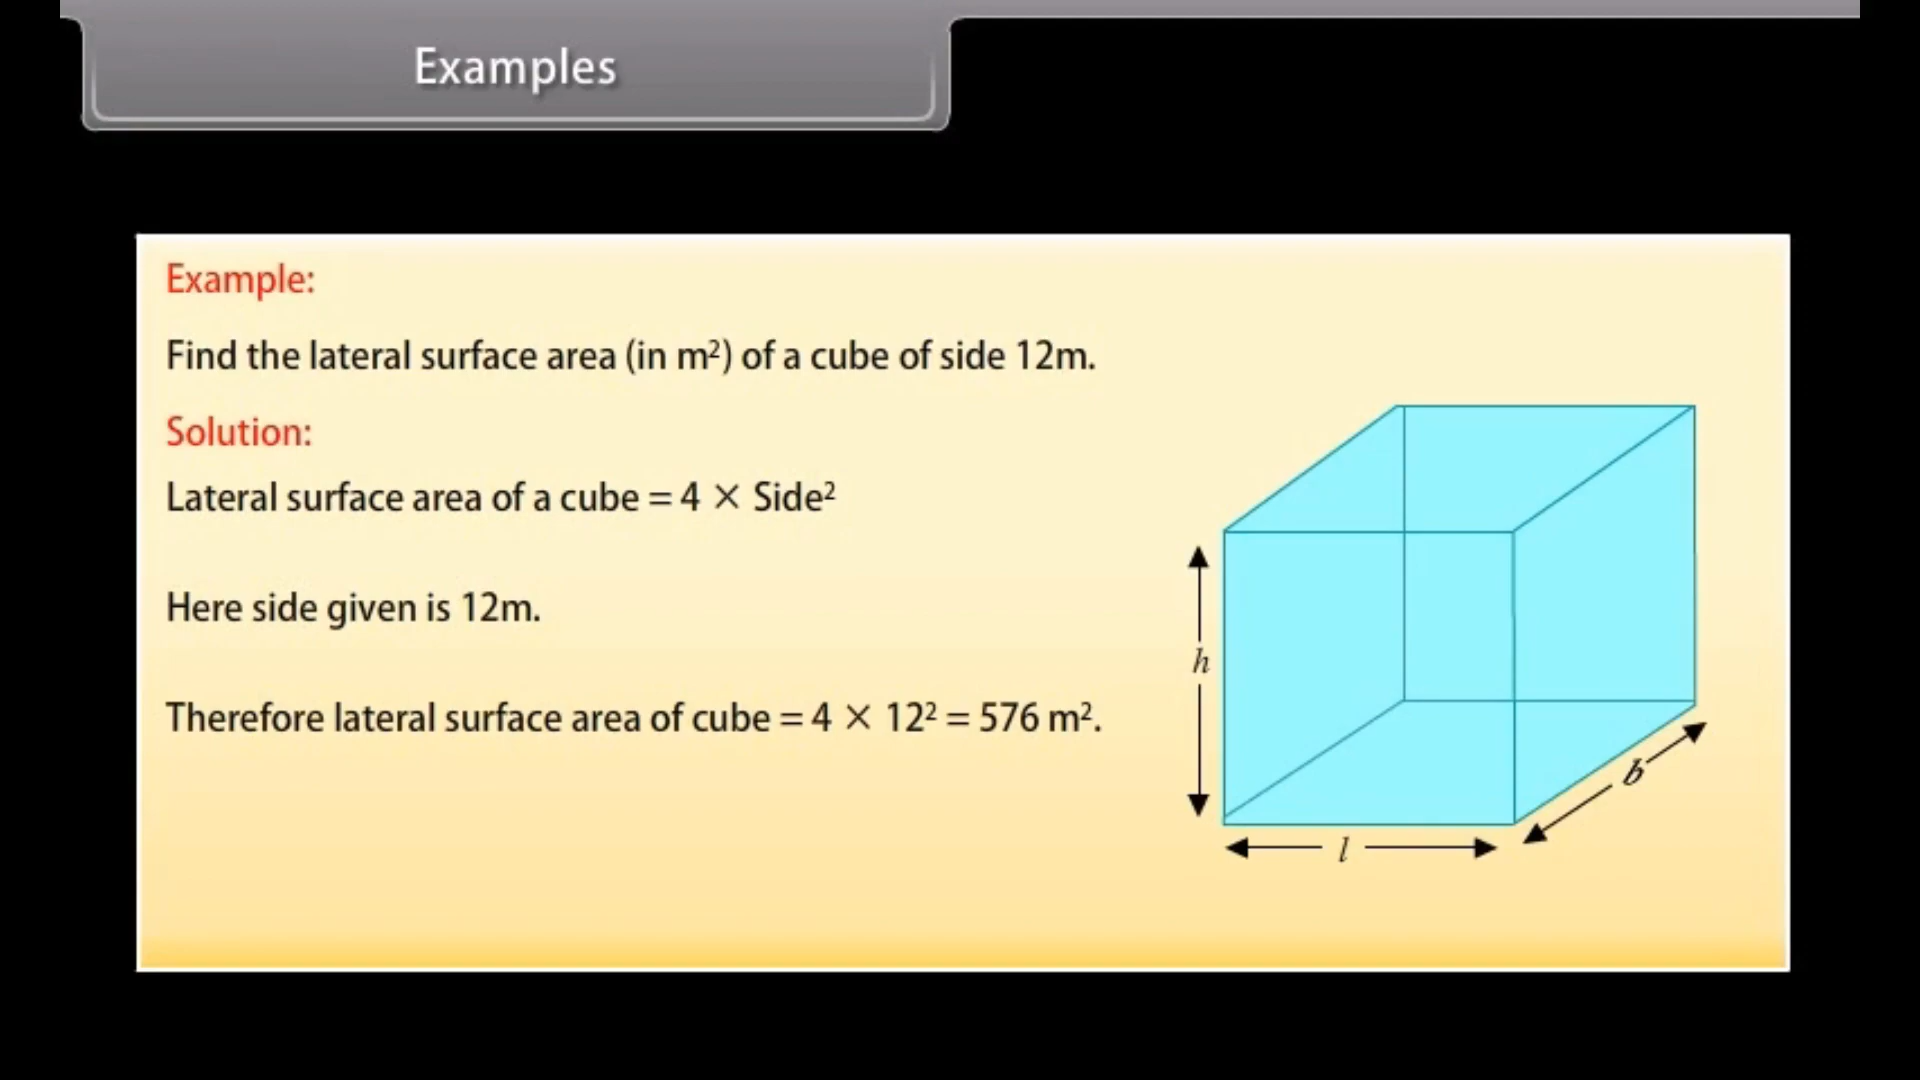 Examples
Example:
Find the lateral surface area (in m²) of a cube of side 12m.
Solution:
Lateral surface area of a cube = 4 × Side²
Here side given is 12m.
Therefore lateral surface area of cube = 4 × 12² = 576 m².
h
b
l